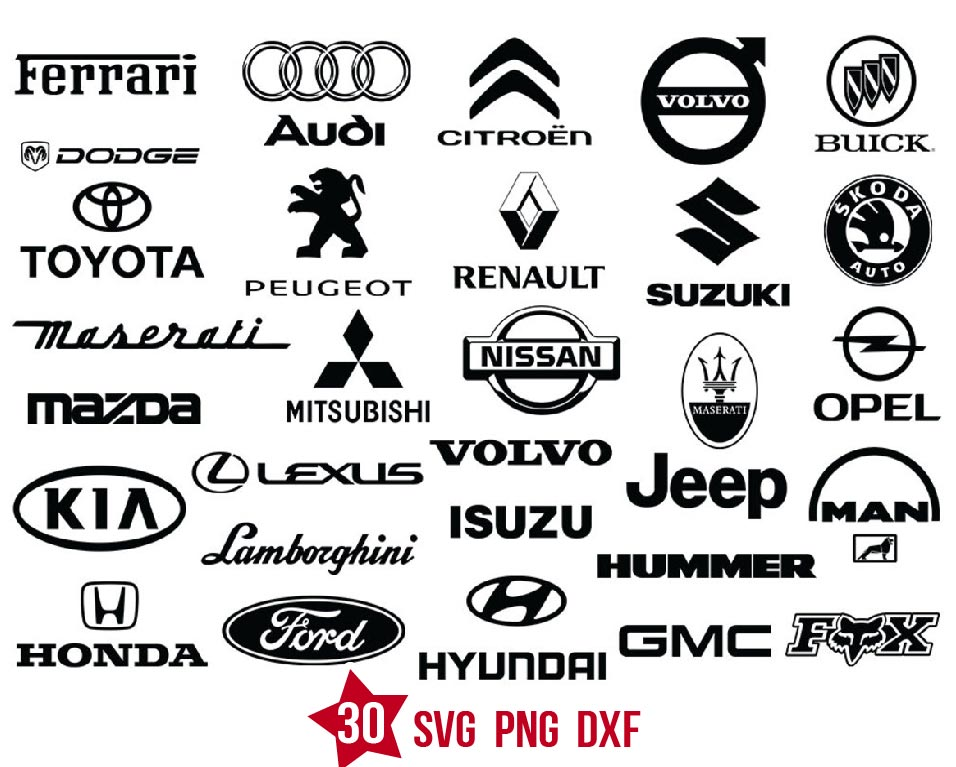 Ferrari
Audi
CITROËN
VOLVO
BUICK
DODGE
TOYOTA
PEUGEOT
RENAULT
SUZUKI
ŠKODA
AUTO
Maserati
MITSUBISHI
NISSAN
MASERATI
OPEL
mazda
KIA
LEXUS
VOLVO
Jeep
MAN
Lamborghini
ISUZU
HUMMER
HONDA
Ford
HYUNDAI
GMC
FOX
30 SVG PNG DXF